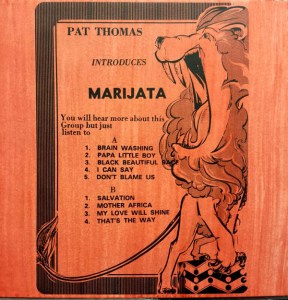 PAT THOMAS
INTRODUCES
MARIJATA
You will hear more about this
Group but just
listen to
A
1. BRAIN WASHING
2. PAPA LITTLE BOY
3. BLACK BEAUTIFUL
4. I CAN SAY
5. DON'T BLAME US
B
1. SALVATION
2. MOTHER AFRICA
3. MY LOVE WILL SHINE
4. THAT'S THE WAY